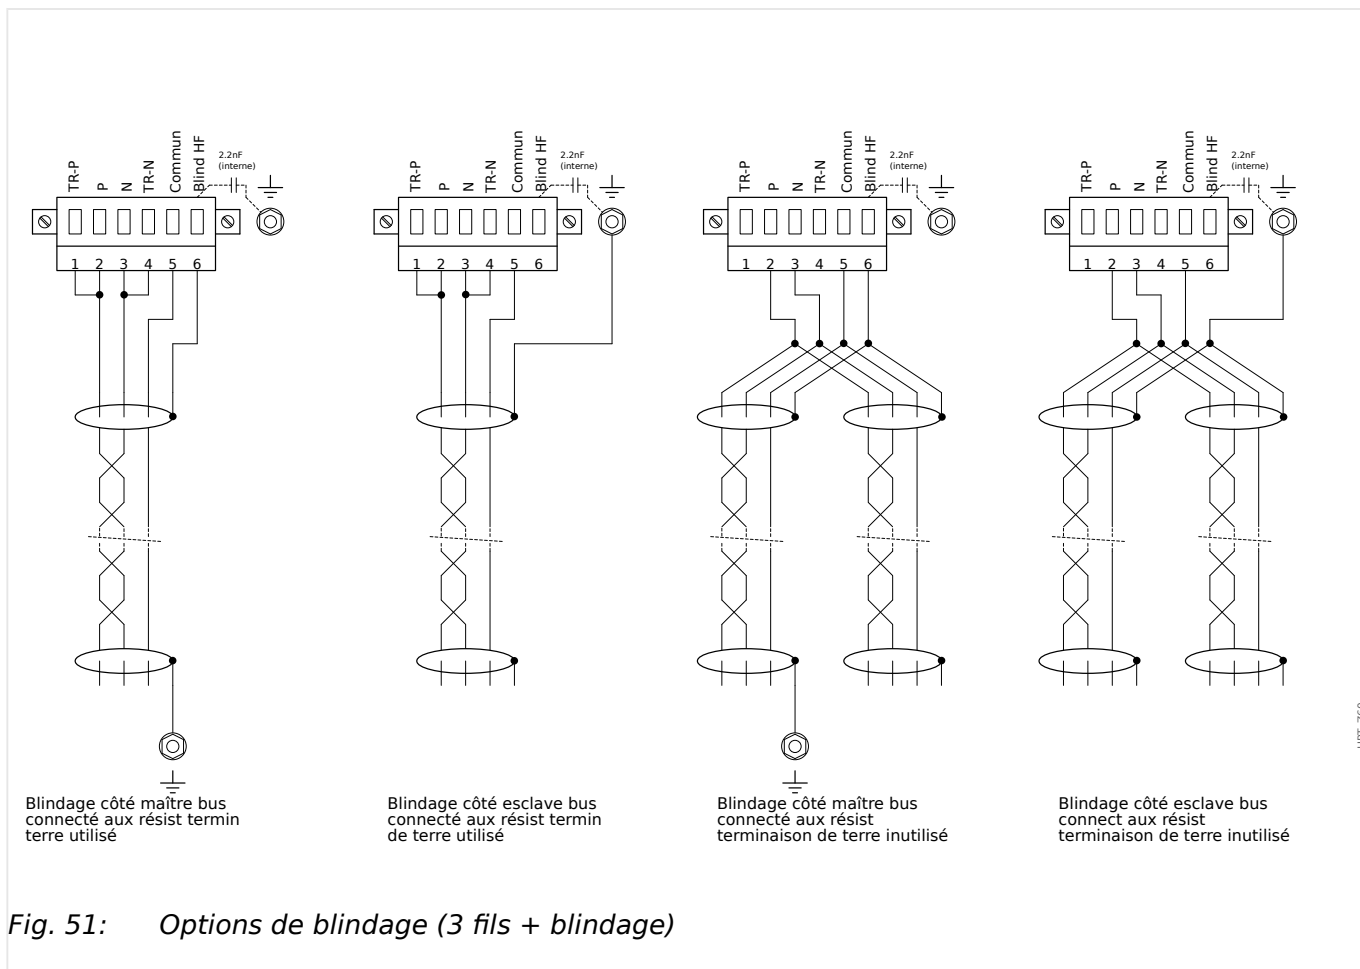 TR-P
P
N
TR-N
Commun
Blind HF
2.2nF
(interne)
1 2 3 4 5 6
TR-P
P
N
TR-N
Commun
Blind HF
2.2nF
(interne)
1 2 3 4 5 6
TR-P
P
N
TR-N
Commun
Blind HF
2.2nF
(interne)
1 2 3 4 5 6
TR-P
P
N
TR-N
Commun
Blind HF
2.2nF
(interne)
1 2 3 4 5 6
Blindage côté maître bus
connecté aux résist termin
terre utilisé
Blindage côté esclave bus
connecté aux résist termin
de terre utilisé
Blindage côté maître bus
connecté aux résist
terminaison de terre inutilisé
Blindage côté esclave bus
connect aux résist
terminaison de terre inutilisé
Fig. 51: Options de blindage (3 fils + blindage)